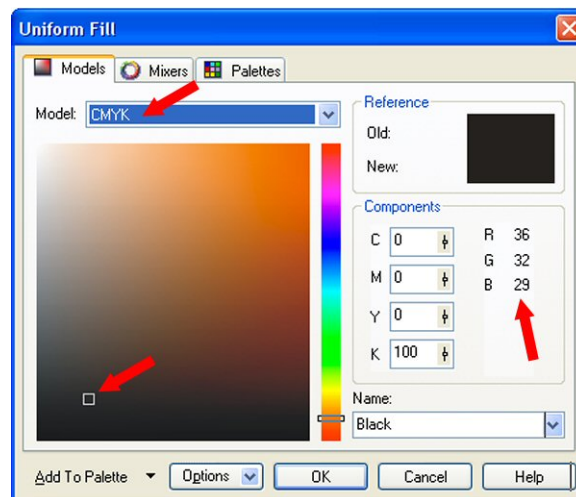 Uniform Fill
Models Mixers Palettes
Model: CMYK
Reference
Old:
New:
Components
C 0 R 36
G 32
M 0 B 29
Y 0
K 100
Name:
Black
Add To Palette Options OK Cancel Help